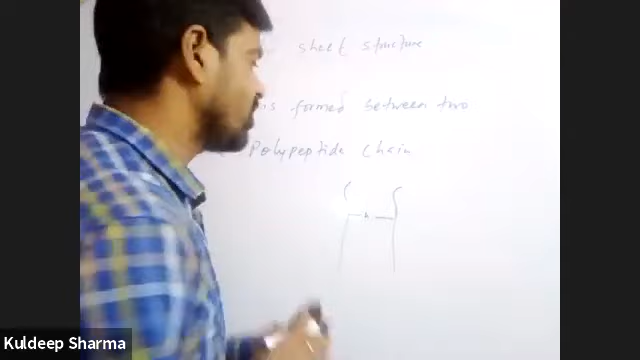 sheet structure
is formed between two
Polypeptide Chain
Kuldeep Sharma